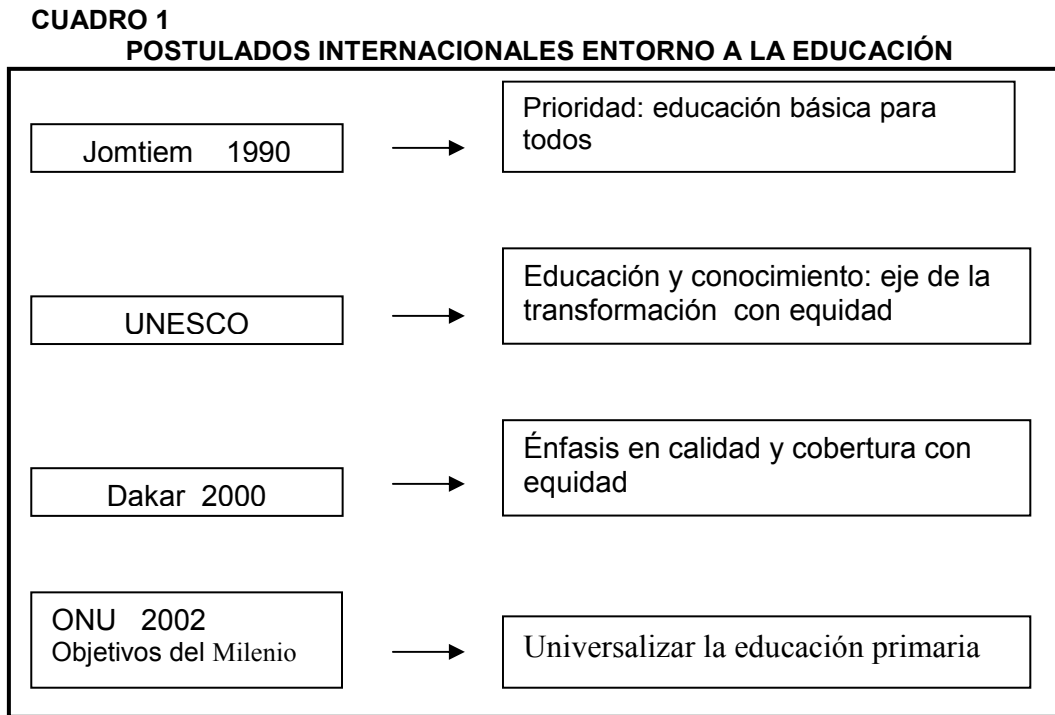 CUADRO 1
POSTULADOS INTERNACIONALES ENTORNO A LA EDUCACIÓN
Jomtiem 1990
Prioridad: educación básica para
todos
UNESCO
Educación y conocimiento: eje de la
transformación con equidad
Dakar 2000
Énfasis en calidad y cobertura con
equidad
ONU 2002
Objetivos del Milenio
Universalizar la educación primaria